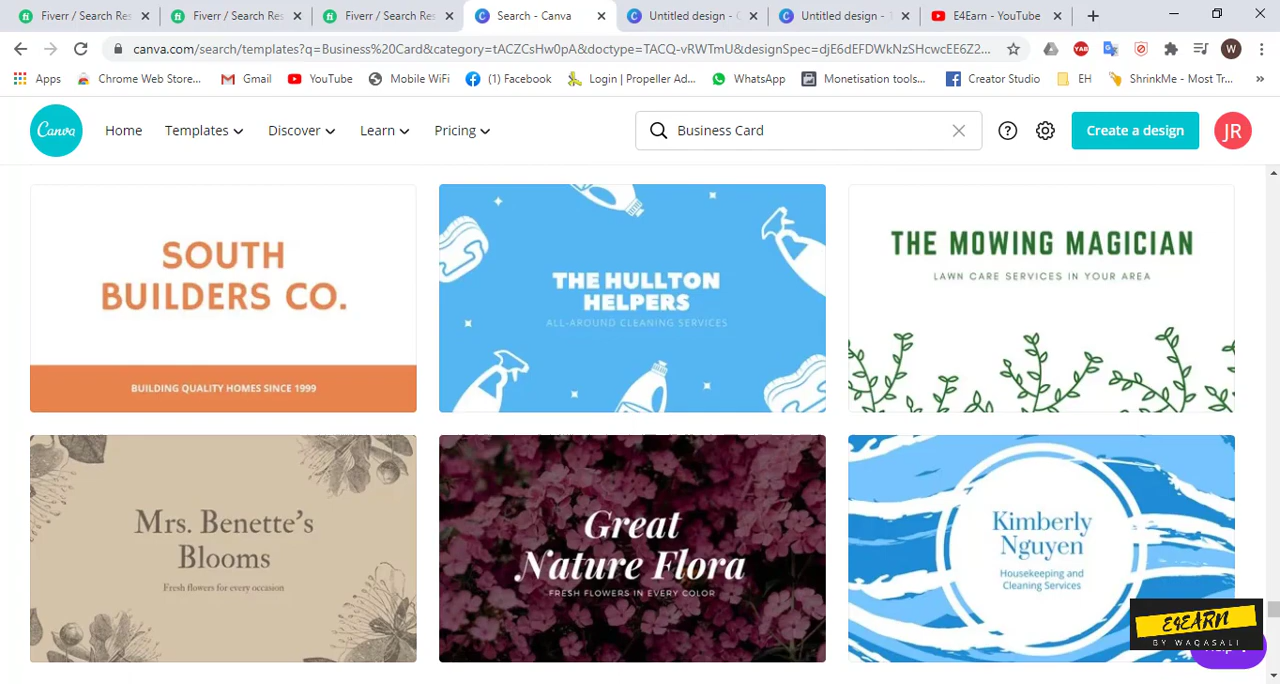 Fiverr / Search Res
Fiverr / Search Res
Fiverr / Search Res
Search - Canva
Untitled design - C
Untitled design - 1
E4Earn - YouTube
canva.com/search/templates?q=Business%20Card&category=tACZCsHw0pA&doctype=TACQ-vRWTmU&designSpec=djE6dEFDWkNzSHcwcEE6Z2...
YAB
W
Apps
Chrome Web Store...
Gmail
YouTube
Mobile WiFi
(1) Facebook
Login | Propeller Ad...
WhatsApp
Monetisation tools...
Creator Studio
EH
ShrinkMe - Most Tr...
Canva
Home
Templates
Discover
Learn
Pricing
Business Card
Create a design
JR
SOUTH
BUILDERS CO.
BUILDING QUALITY HOMES SINCE 1999
THE HULLTON
HELPERS
ALL-AROUND CLEANING SERVICES
THE MOWING MAGICIAN
LAWN CARE SERVICES IN YOUR AREA
Mrs. Benette's
Blooms
Fresh flowers for every occasion
Great
Nature Flora
FRESH FLOWERS IN EVERY COLOR
Kimberly
Nguyen
Housekeeping and
Cleaning Services
E4EARN
BY WAQASALI